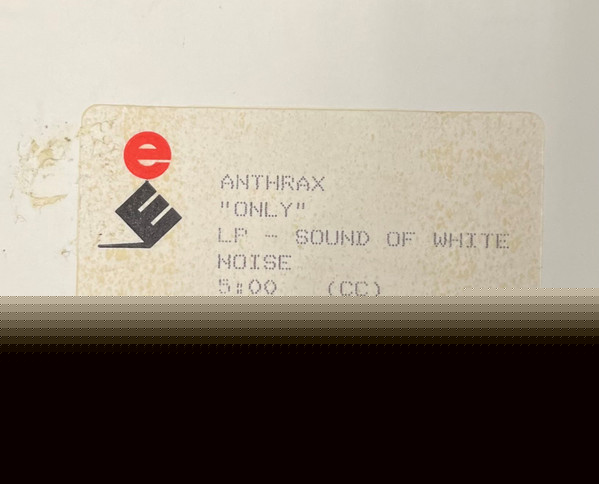 e
E
ANTHRAX
"ONLY"
LP - SOUND OF WHITE
NOISE
5:00 (CC)